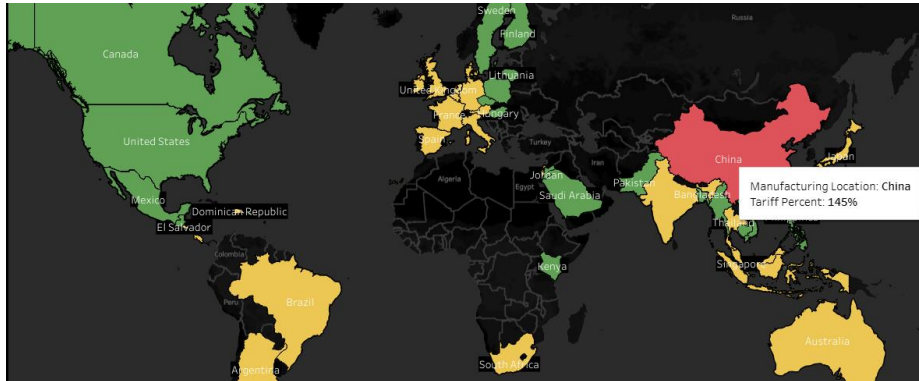 Sweden
Russia
Finland
Canada
Lithuania
United Kingdom
France
Hungary
United States
Spain
Turkey
Japan
China
Iran
Algeria
Jordan
Egypt
Pakistan
Saudi Arabia
Mexico
Bangladesh
Manufacturing Location: China
Tariff Percent: 145%
Dominican Republic
El Salvador
Thailand
Colombia
Kenya
Singapore
Peru
Brazil
Australia
South Africa
Argentina